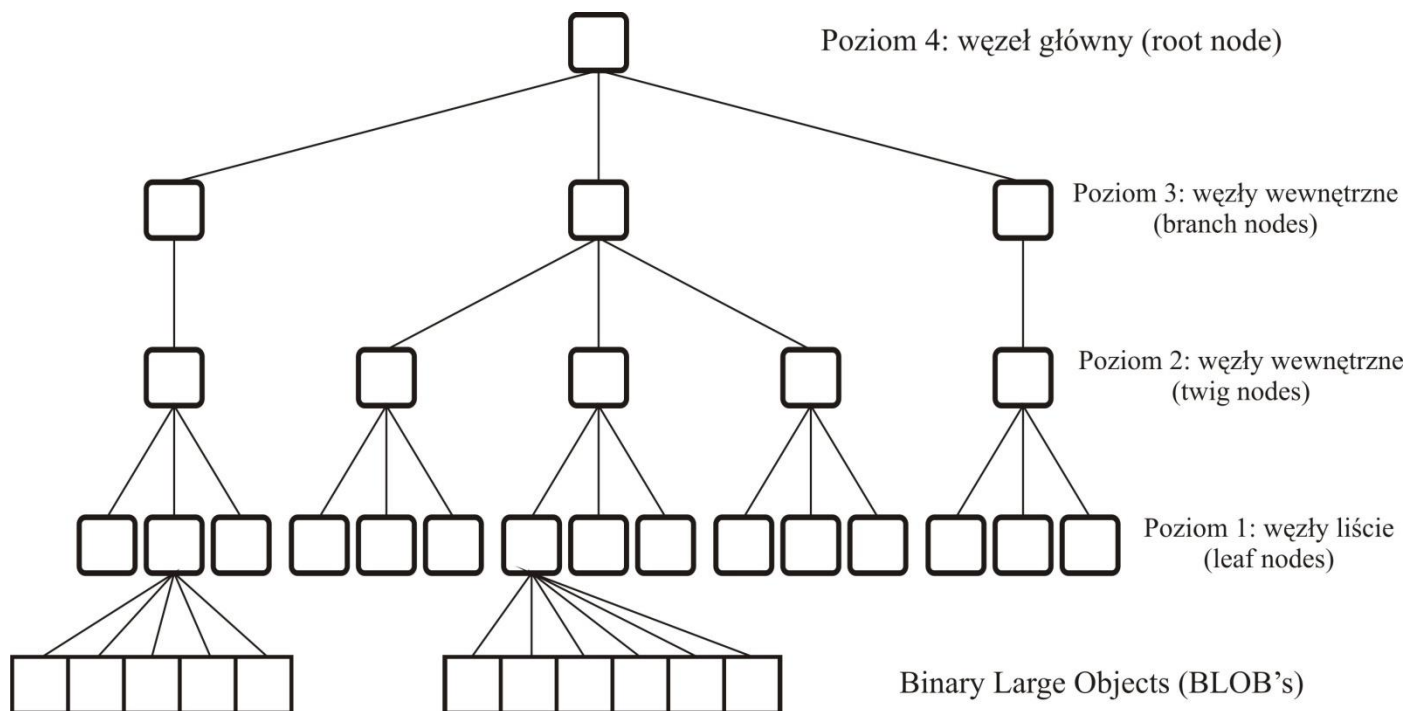 Poziom 4: węzeł główny (root node)
Poziom 3: węzły wewnętrzne
(branch nodes)
Poziom 2: węzły wewnętrzne
(twig nodes)
Poziom 1: węzły liście
(leaf nodes)
Binary Large Objects (BLOB's)